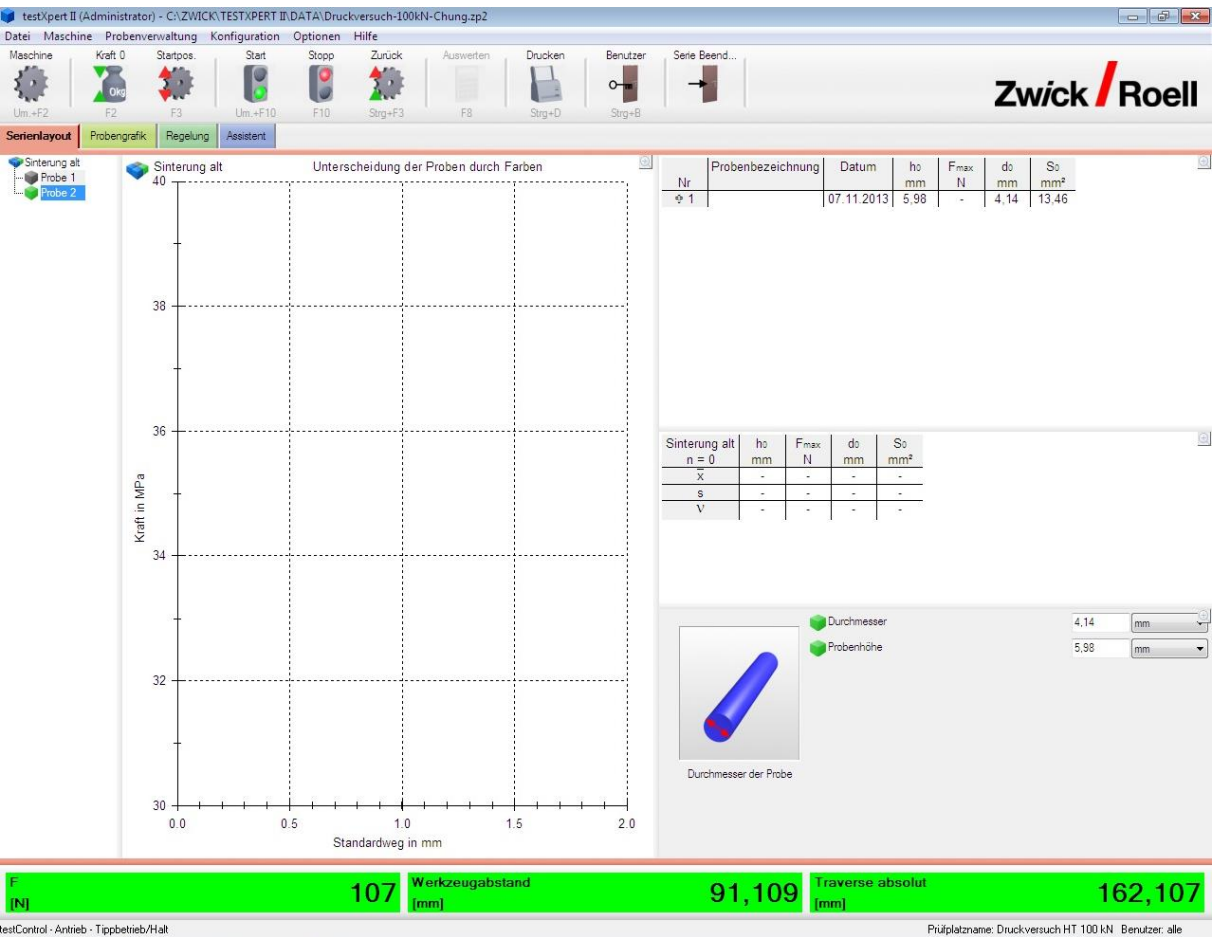 testXpert II (Administrator) - C:\ZWICK\TESTXPERT II\DATA\Druckversuch-100kN-Chung.zp2
Datei Maschine Probenverwaltung Konfiguration Optionen Hilfe
Maschine Kraft 0 Startpos. Start Stopp Zurück Auswerten Drucken Benutzer Serie Beend...
0kg
Um.+F2 F2 F3 Um.+F10 F10 Strg+F3 F8 Strg+D Strg+B
Zwick / Roell
Serienlayout Probengrafik Regelung Assistent
Sinterung alt
Probe 1
Probe 2
Sinterung alt Unterscheidung der Proben durch Farben
40
38
36
34
32
30
Kraft in MPa
0.0 0.5 1.0 1.5 2.0
Standardweg in mm
Probenbezeichnung Datum h0 Fmax d0 S0
Nr mm N mm mm²
1 07.11.2013 5,98 - 4,14 13,46
Sinterung alt h0 Fmax d0 S0
n = 0 mm N mm mm²
x̅ - - - -
s - - - -
ν - - - -
Durchmesser 4,14 mm
Probenhöhe 5,98 mm
Durchmesser der Probe
F
[N] 107
Werkzeugabstand
[mm] 91,109
Traverse absolut
[mm] 162,107
testControl - Antrieb - Tippbetrieb/Halt Prüfplatzname: Druckversuch HT 100 kN Benutzer: alle